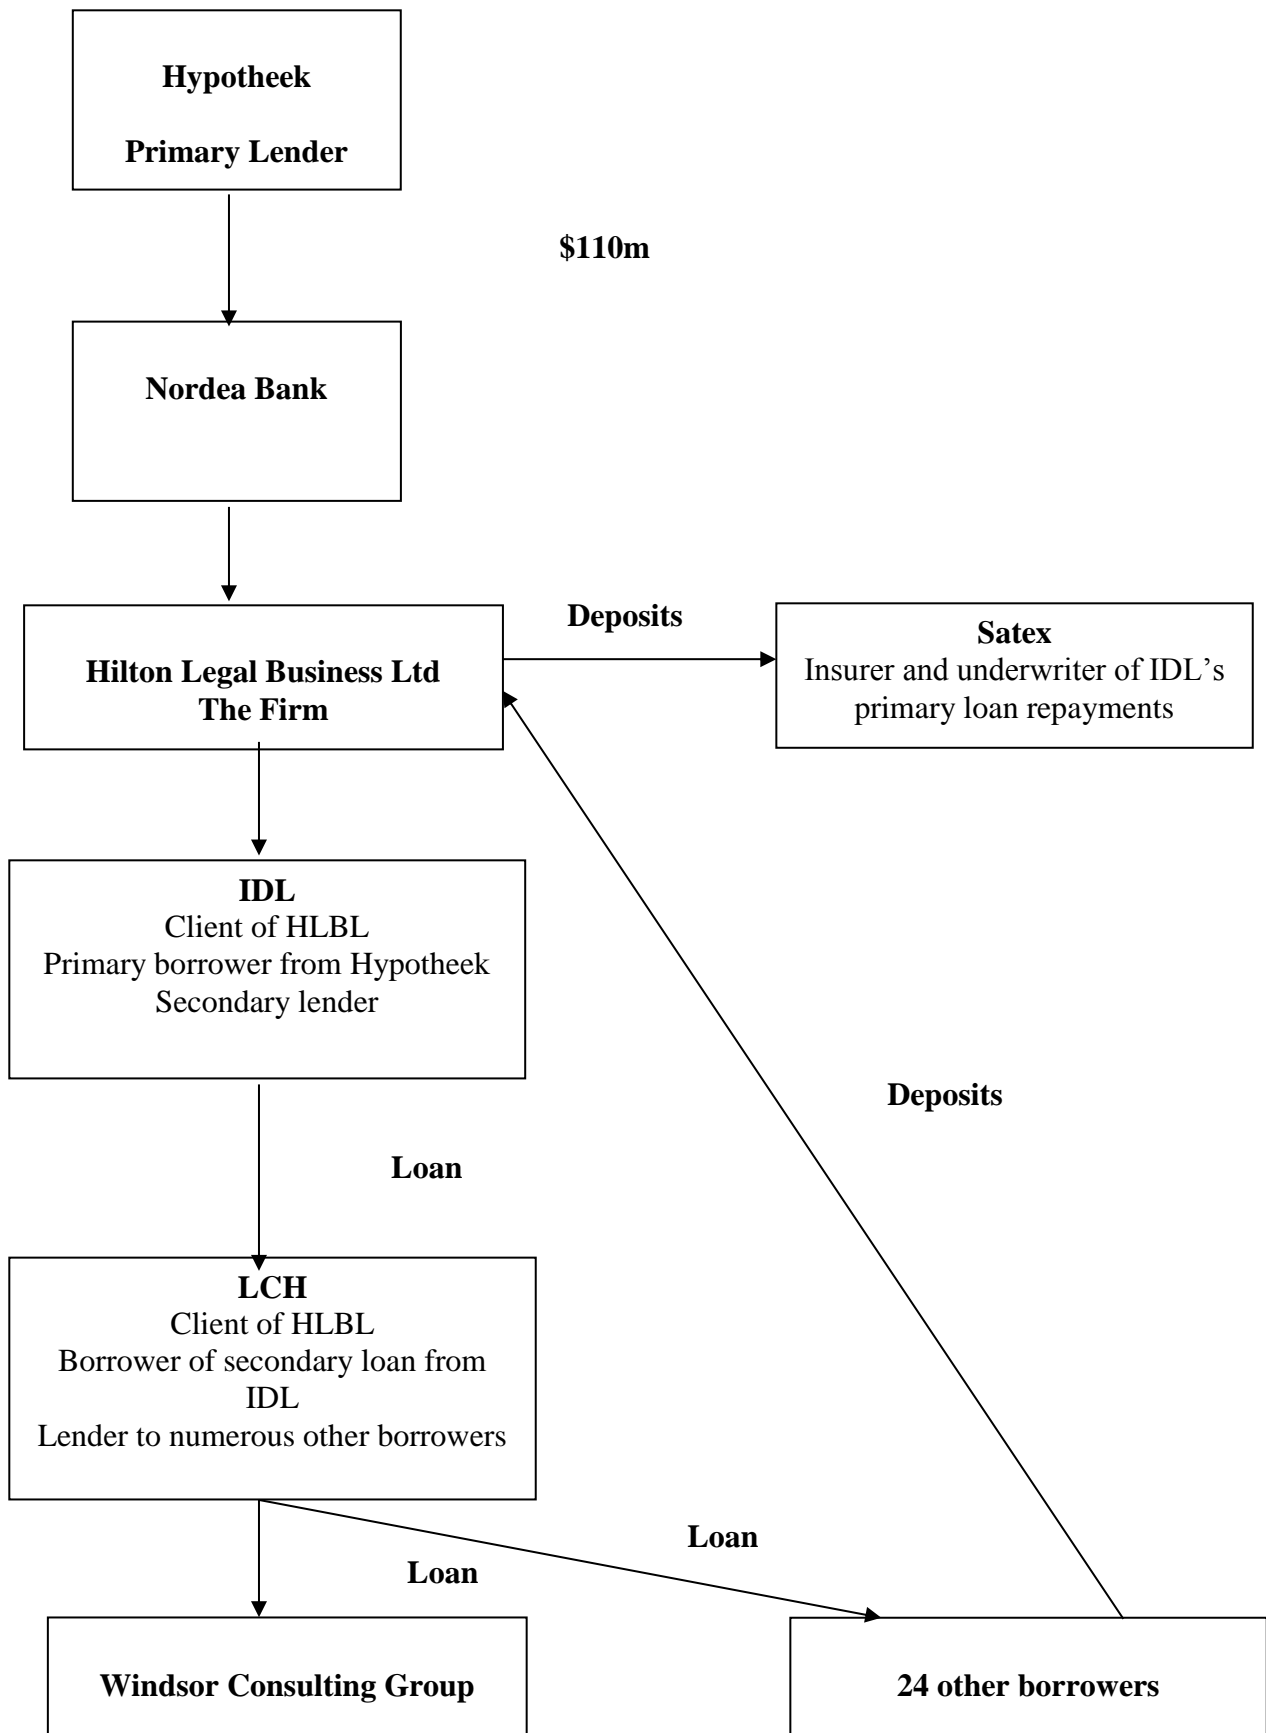 Hypotheek
Primary Lender
$110m
Nordea Bank
Deposits
Hilton Legal Business Ltd
The Firm
Satex
Insurer and underwriter of IDL’s
primary loan repayments
IDL
Client of HLBL
Primary borrower from Hypotheek
Secondary lender
Deposits
Loan
LCH
Client of HLBL
Borrower of secondary loan from
IDL
Lender to numerous other borrowers
Loan
Loan
Windsor Consulting Group
24 other borrowers